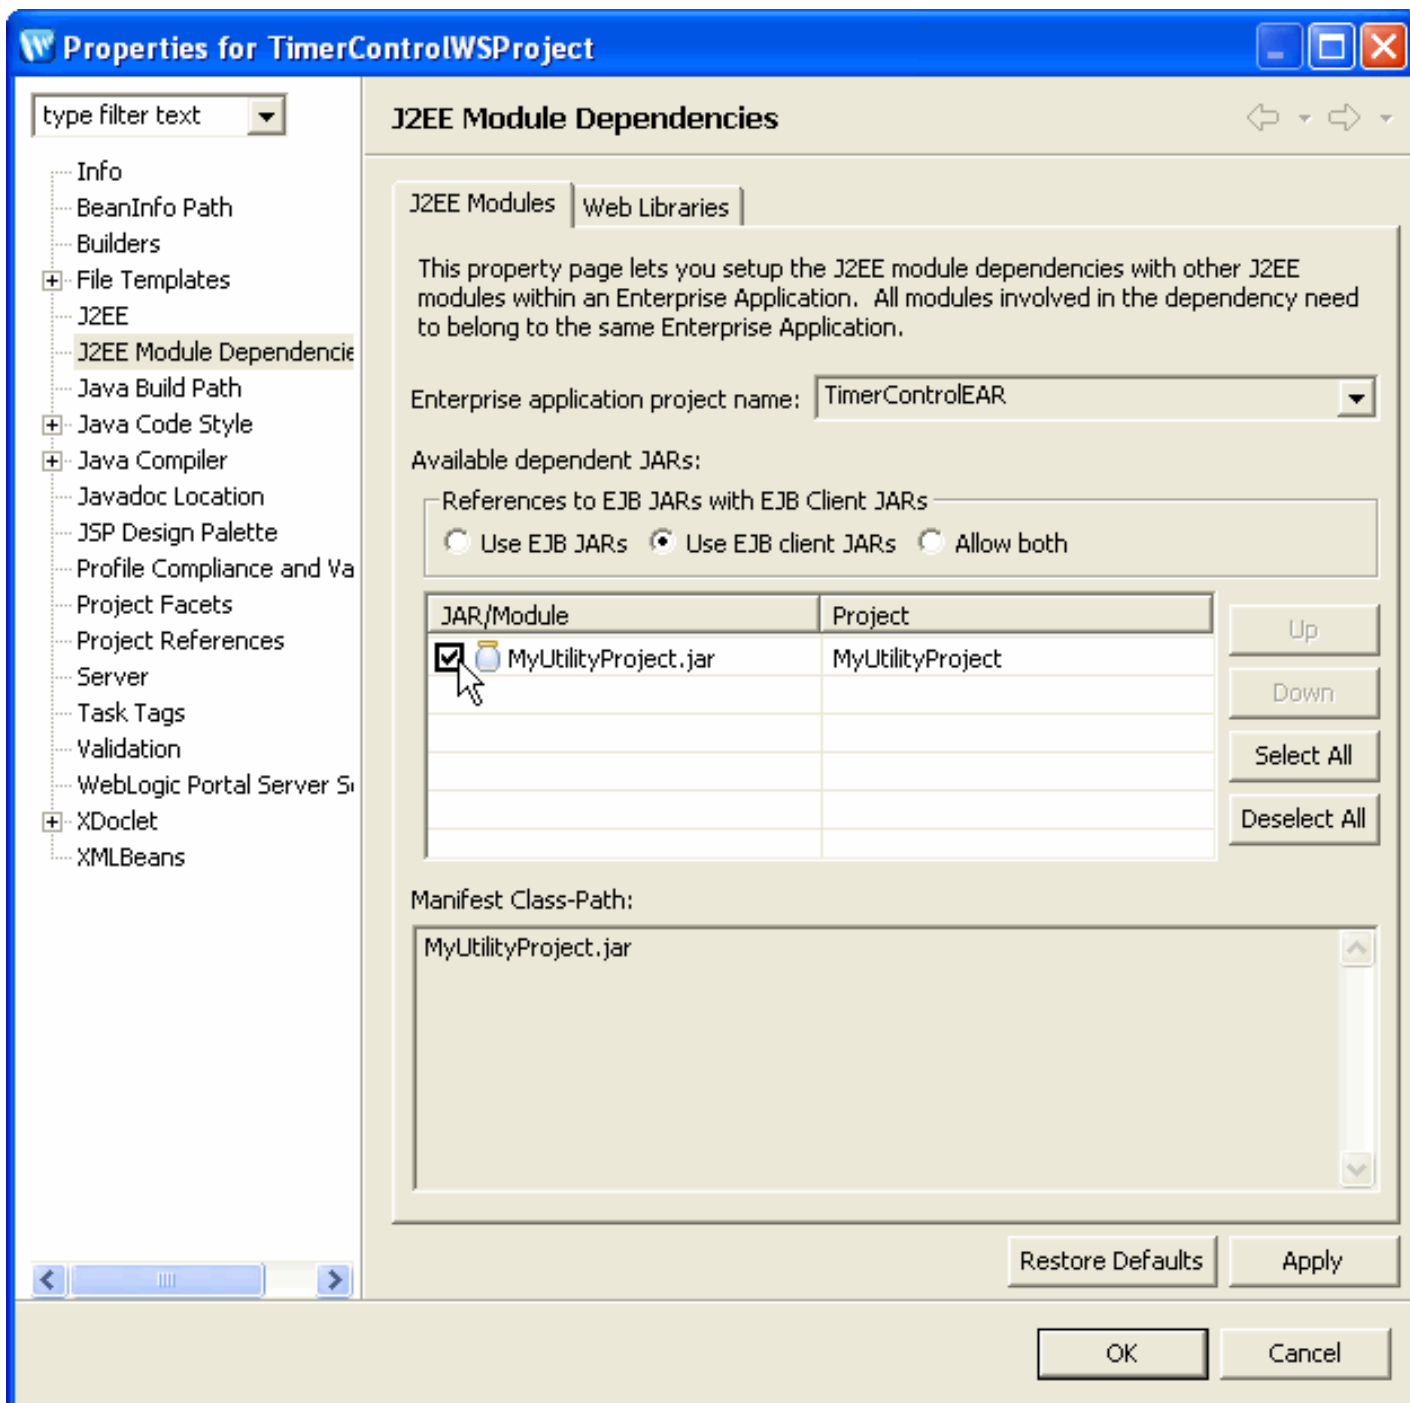 Properties for TimerControlWSProject
type filter text
Info
BeanInfo Path
Builders
File Templates
J2EE
J2EE Module Dependencie
Java Build Path
Java Code Style
Java Compiler
Javadoc Location
JSP Design Palette
Profile Compliance and Va
Project Facets
Project References
Server
Task Tags
Validation
WebLogic Portal Server S
XDoclet
XMLBeans
J2EE Module Dependencies
J2EE Modules
Web Libraries
This property page lets you setup the J2EE module dependencies with other J2EE
modules within an Enterprise Application.  All modules involved in the dependency need
to belong to the same Enterprise Application.
Enterprise application project name: TimerControlEAR
Available dependent JARs:
References to EJB JARs with EJB Client JARs
Use EJB JARs Use EJB client JARs Allow both
JAR/Module Project
MyUtilityProject.jar MyUtilityProject
Up
Down
Select All
Deselect All
Manifest Class-Path:
MyUtilityProject.jar
Restore Defaults Apply
OK Cancel